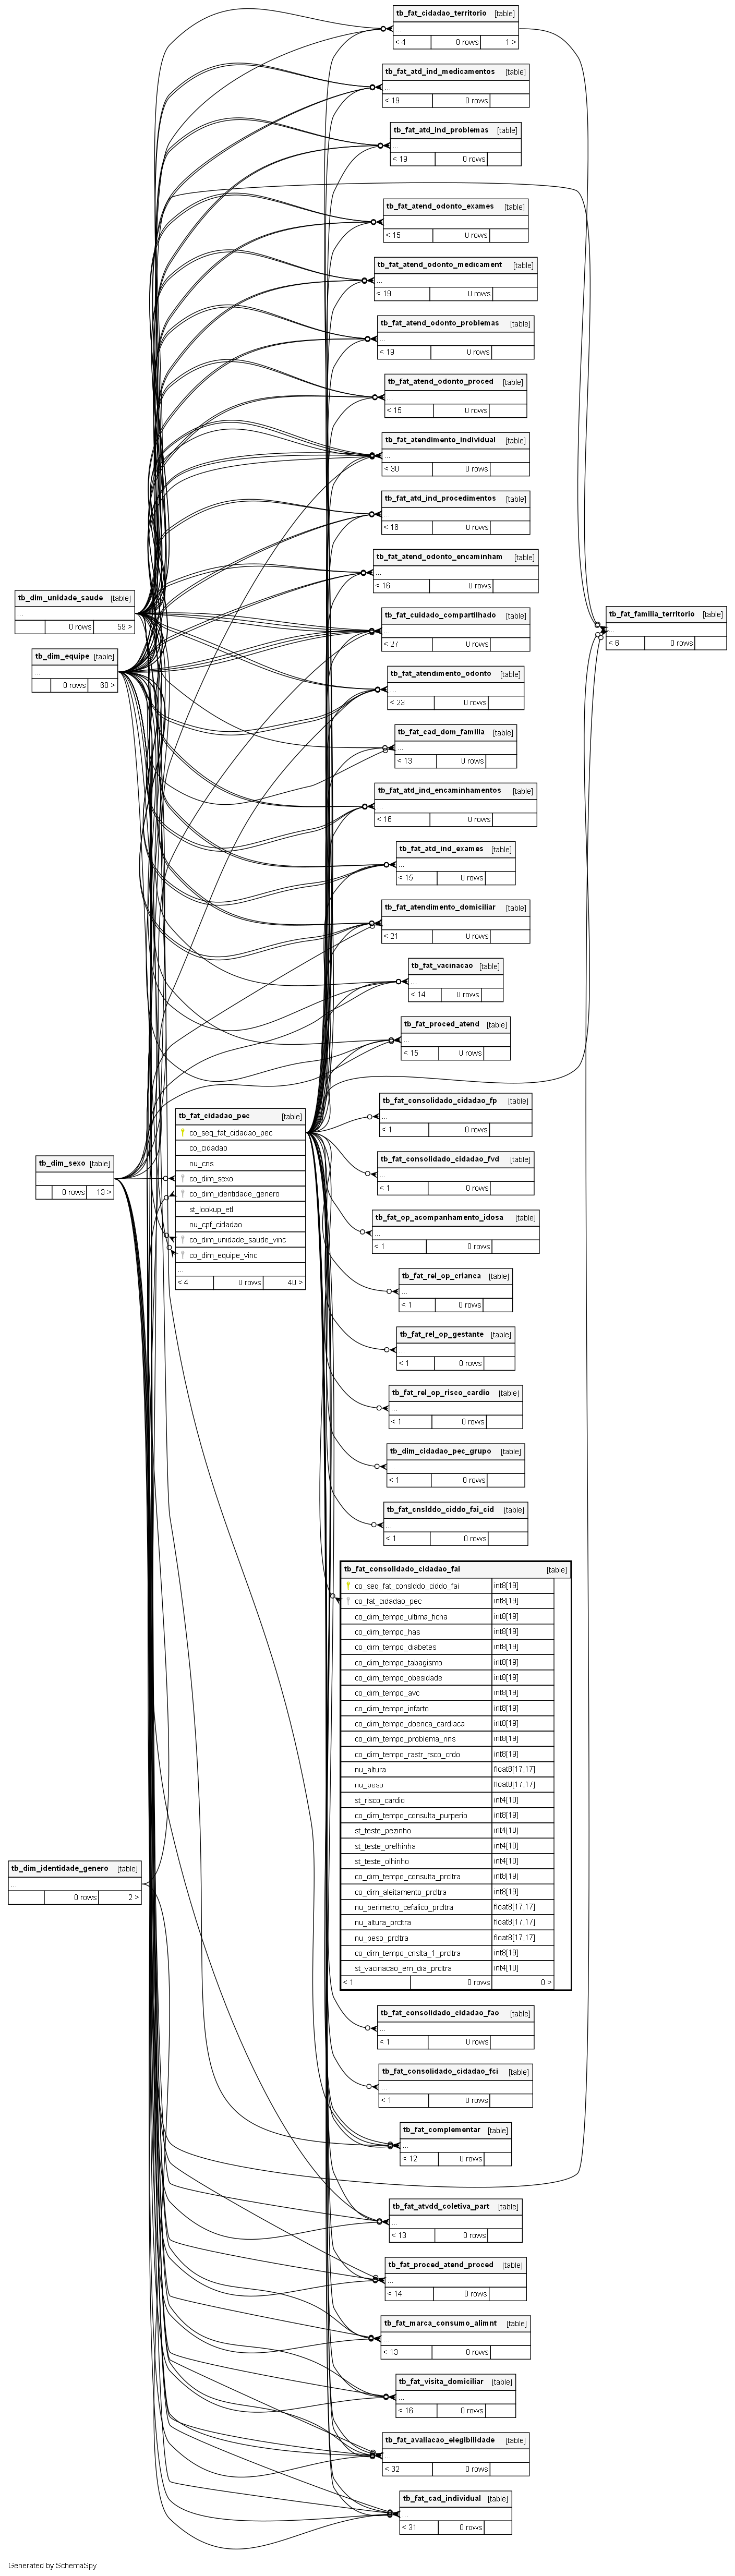 tb_fat_cidadao_territorio [table]
...
< 4 0 rows 1 >
tb_fat_atd_ind_medicamentos [table]
...
< 19 0 rows
tb_fat_atd_ind_problemas [table]
...
< 19 0 rows
tb_fat_atend_odonto_exames [table]
...
< 15 0 rows
tb_fat_atend_odonto_medicament [table]
...
< 19 0 rows
tb_fat_atend_odonto_problemas [table]
...
< 19 0 rows
tb_fat_atend_odonto_proced [table]
...
< 15 0 rows
tb_fat_atendimento_individual [table]
...
< 30 0 rows
tb_fat_atd_ind_procedimentos [table]
...
< 16 0 rows
tb_fat_atend_odonto_encaminham [table]
...
< 16 0 rows
tb_dim_unidade_saude [table]
...
0 rows 59 >
tb_fat_cuidado_compartilhado [table]
...
< 27 0 rows
tb_fat_familia_territorio [table]
...
< 6 0 rows
tb_dim_equipe [table]
...
0 rows 60 >
tb_fat_atendimento_odonto [table]
...
< 23 0 rows
tb_fat_cad_dom_familia [table]
...
< 13 0 rows
tb_fat_atd_ind_encaminhamentos [table]
...
< 16 0 rows
tb_fat_atd_ind_exames [table]
...
< 15 0 rows
tb_fat_atendimento_domiciliar [table]
...
< 21 0 rows
tb_fat_vacinacao [table]
...
< 14 0 rows
tb_fat_proced_atend [table]
...
< 15 0 rows
tb_fat_consolidado_cidadao_fp [table]
...
< 1 0 rows
tb_fat_cidadao_pec [table]
co_seq_fat_cidadao_pec
co_cidadao
nu_cns
co_dim_sexo
co_dim_identidade_genero
st_lookup_etl
nu_cpf_cidadao
co_dim_unidade_saude_vinc
co_dim_equipe_vinc
...
< 4 0 rows 40 >
tb_dim_sexo [table]
...
0 rows 13 >
tb_fat_consolidado_cidadao_fvd [table]
...
< 1 0 rows
tb_fat_op_acompanhamento_idosa [table]
...
< 1 0 rows
tb_fat_rel_op_crianca [table]
...
< 1 0 rows
tb_fat_rel_op_gestante [table]
...
< 1 0 rows
tb_fat_rel_op_risco_cardio [table]
...
< 1 0 rows
tb_dim_cidadao_pec_grupo [table]
...
< 1 0 rows
tb_fat_cnslddo_ciddo_fai_cid [table]
...
< 1 0 rows
tb_fat_consolidado_cidadao_fai [table]
co_seq_fat_conslddo_ciddo_fai int8[19]
co_fat_cidadao_pec int8[19]
co_dim_tempo_ultima_ficha int8[19]
co_dim_tempo_has int8[19]
co_dim_tempo_diabetes int8[19]
co_dim_tempo_tabagismo int8[19]
co_dim_tempo_obesidade int8[19]
co_dim_tempo_avc int8[19]
co_dim_tempo_infarto int8[19]
co_dim_tempo_doenca_cardiaca int8[19]
co_dim_tempo_problema_rins int8[19]
co_dim_tempo_rastr_rsco_crdo int8[19]
nu_altura float8[17,17]
nu_peso float8[17,17]
st_risco_cardio int4[10]
co_dim_tempo_consulta_purperio int8[19]
st_teste_pezinho int4[10]
st_teste_orelhinha int4[10]
st_teste_olhinho int4[10]
co_dim_tempo_consulta_prcltra int8[19]
co_dim_aleitamento_prcltra int8[19]
nu_perimetro_cefalico_prcltra float8[17,17]
nu_altura_prcltra float8[17,17]
nu_peso_prcltra float8[17,17]
co_dim_tempo_cnslta_1_prcltra int8[19]
st_vacinacao_em_dia_prcltra int4[10]
< 1 0 rows 0 >
tb_dim_identidade_genero [table]
...
0 rows 2 >
tb_fat_consolidado_cidadao_fao [table]
...
< 1 0 rows
tb_fat_consolidado_cidadao_fci [table]
...
< 1 0 rows
tb_fat_complementar [table]
...
< 12 0 rows
tb_fat_atvdd_coletiva_part [table]
...
< 13 0 rows
tb_fat_proced_atend_proced [table]
...
< 14 0 rows
tb_fat_marca_consumo_alimnt [table]
...
< 13 0 rows
tb_fat_visita_domiciliar [table]
...
< 16 0 rows
tb_fat_avaliacao_elegibilidade [table]
...
< 32 0 rows
tb_fat_cad_individual [table]
...
< 31 0 rows
Generated by SchemaSpy